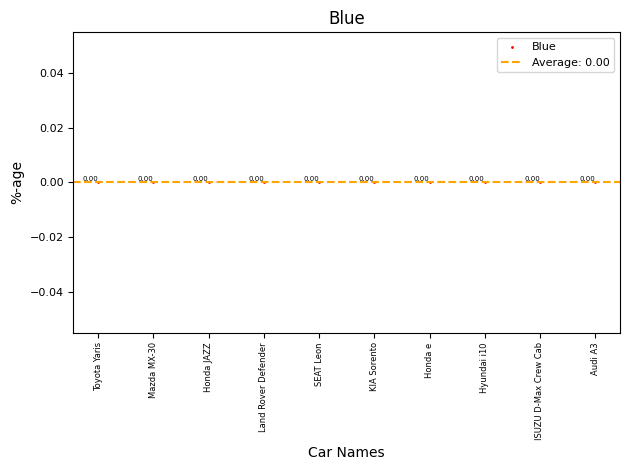 Blue
Blue
Average: 0.00
%-age
0.04
0.02
0.00
−0.02
−0.04
0.00 0.00 0.00 0.00 0.00 0.00 0.00 0.00 0.00 0.00
Toyota Yaris
Mazda MX-30
Honda JAZZ
Land Rover Defender
SEAT Leon
KIA Sorento
Honda e
Hyundai i10
ISUZU D-Max Crew Cab
Audi A3
Car Names